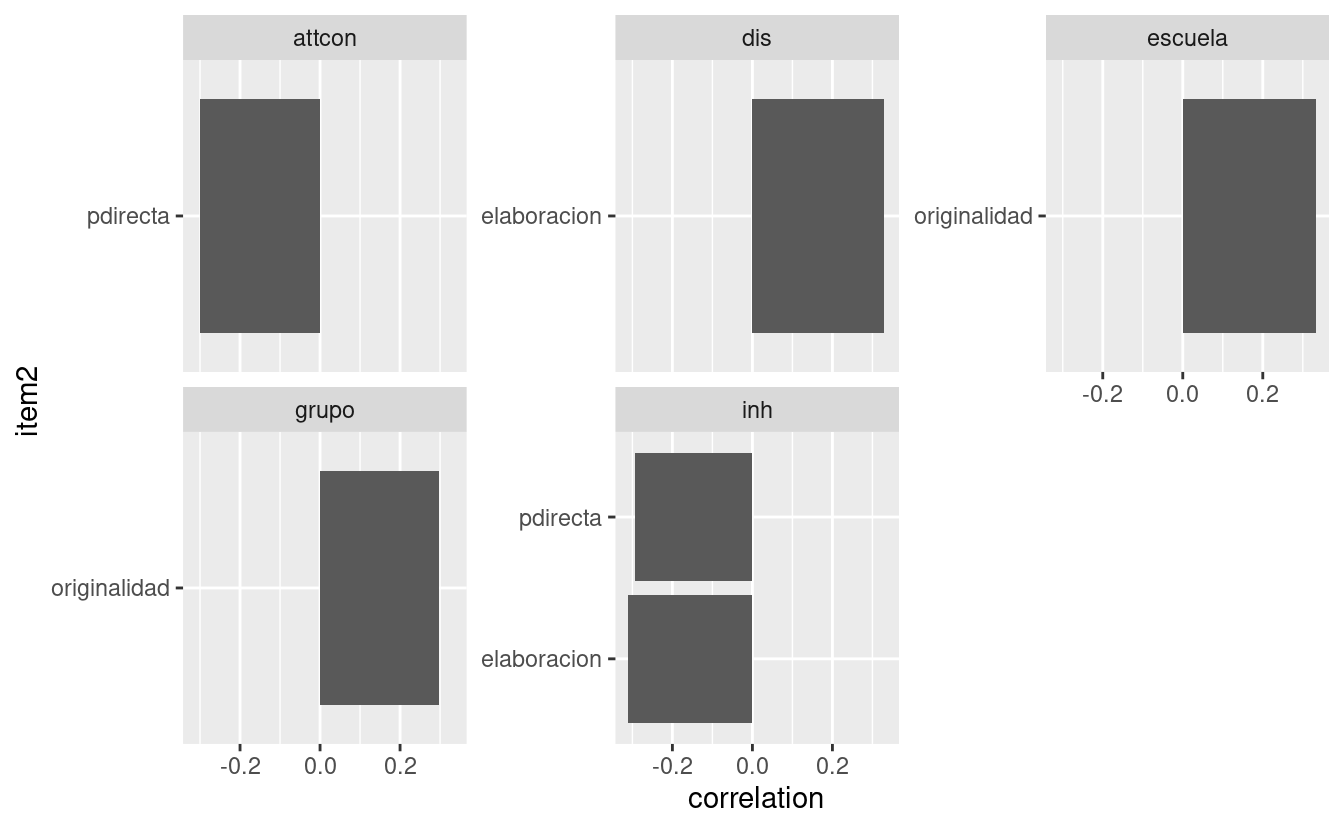 attcon
dis
escuela
pdirecta
elaboracion
originalidad
-0.2 0.0 0.2
item2
grupo
inh
originalidad
pdirecta
elaboracion
-0.2 0.0 0.2
-0.2 0.0 0.2
correlation